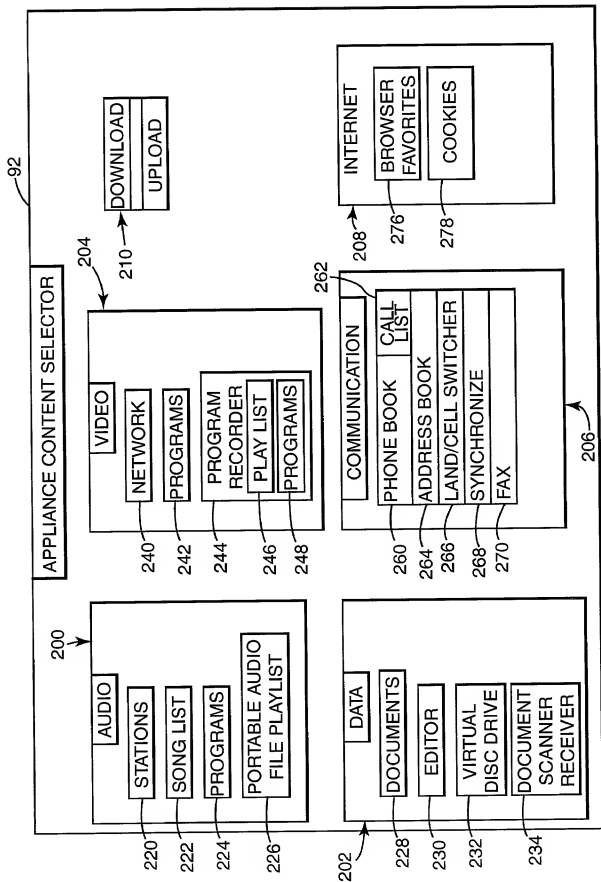 92
APPLIANCE CONTENT SELECTOR
200
AUDIO
STATIONS
SONG LIST
PROGRAMS
PORTABLE AUDIO
FILE PLAYLIST
220
222
224
226
204
VIDEO
NETWORK
PROGRAMS
PROGRAM
RECORDER
PLAY LIST
PROGRAMS
240
242
244
246
248
DOWNLOAD
UPLOAD
210
202
DATA
DOCUMENTS
EDITOR
VIRTUAL
DISC DRIVE
DOCUMENT
SCANNER
RECEIVER
228
230
232
234
COMMUNICATION
262
PHONE BOOK
CALL
LIST
ADDRESS BOOK
LAND/CELL SWITCHER
SYNCHRONIZE
FAX
260
264
266
268
270
206
INTERNET
208
BROWSER
FAVORITES
COOKIES
276
278